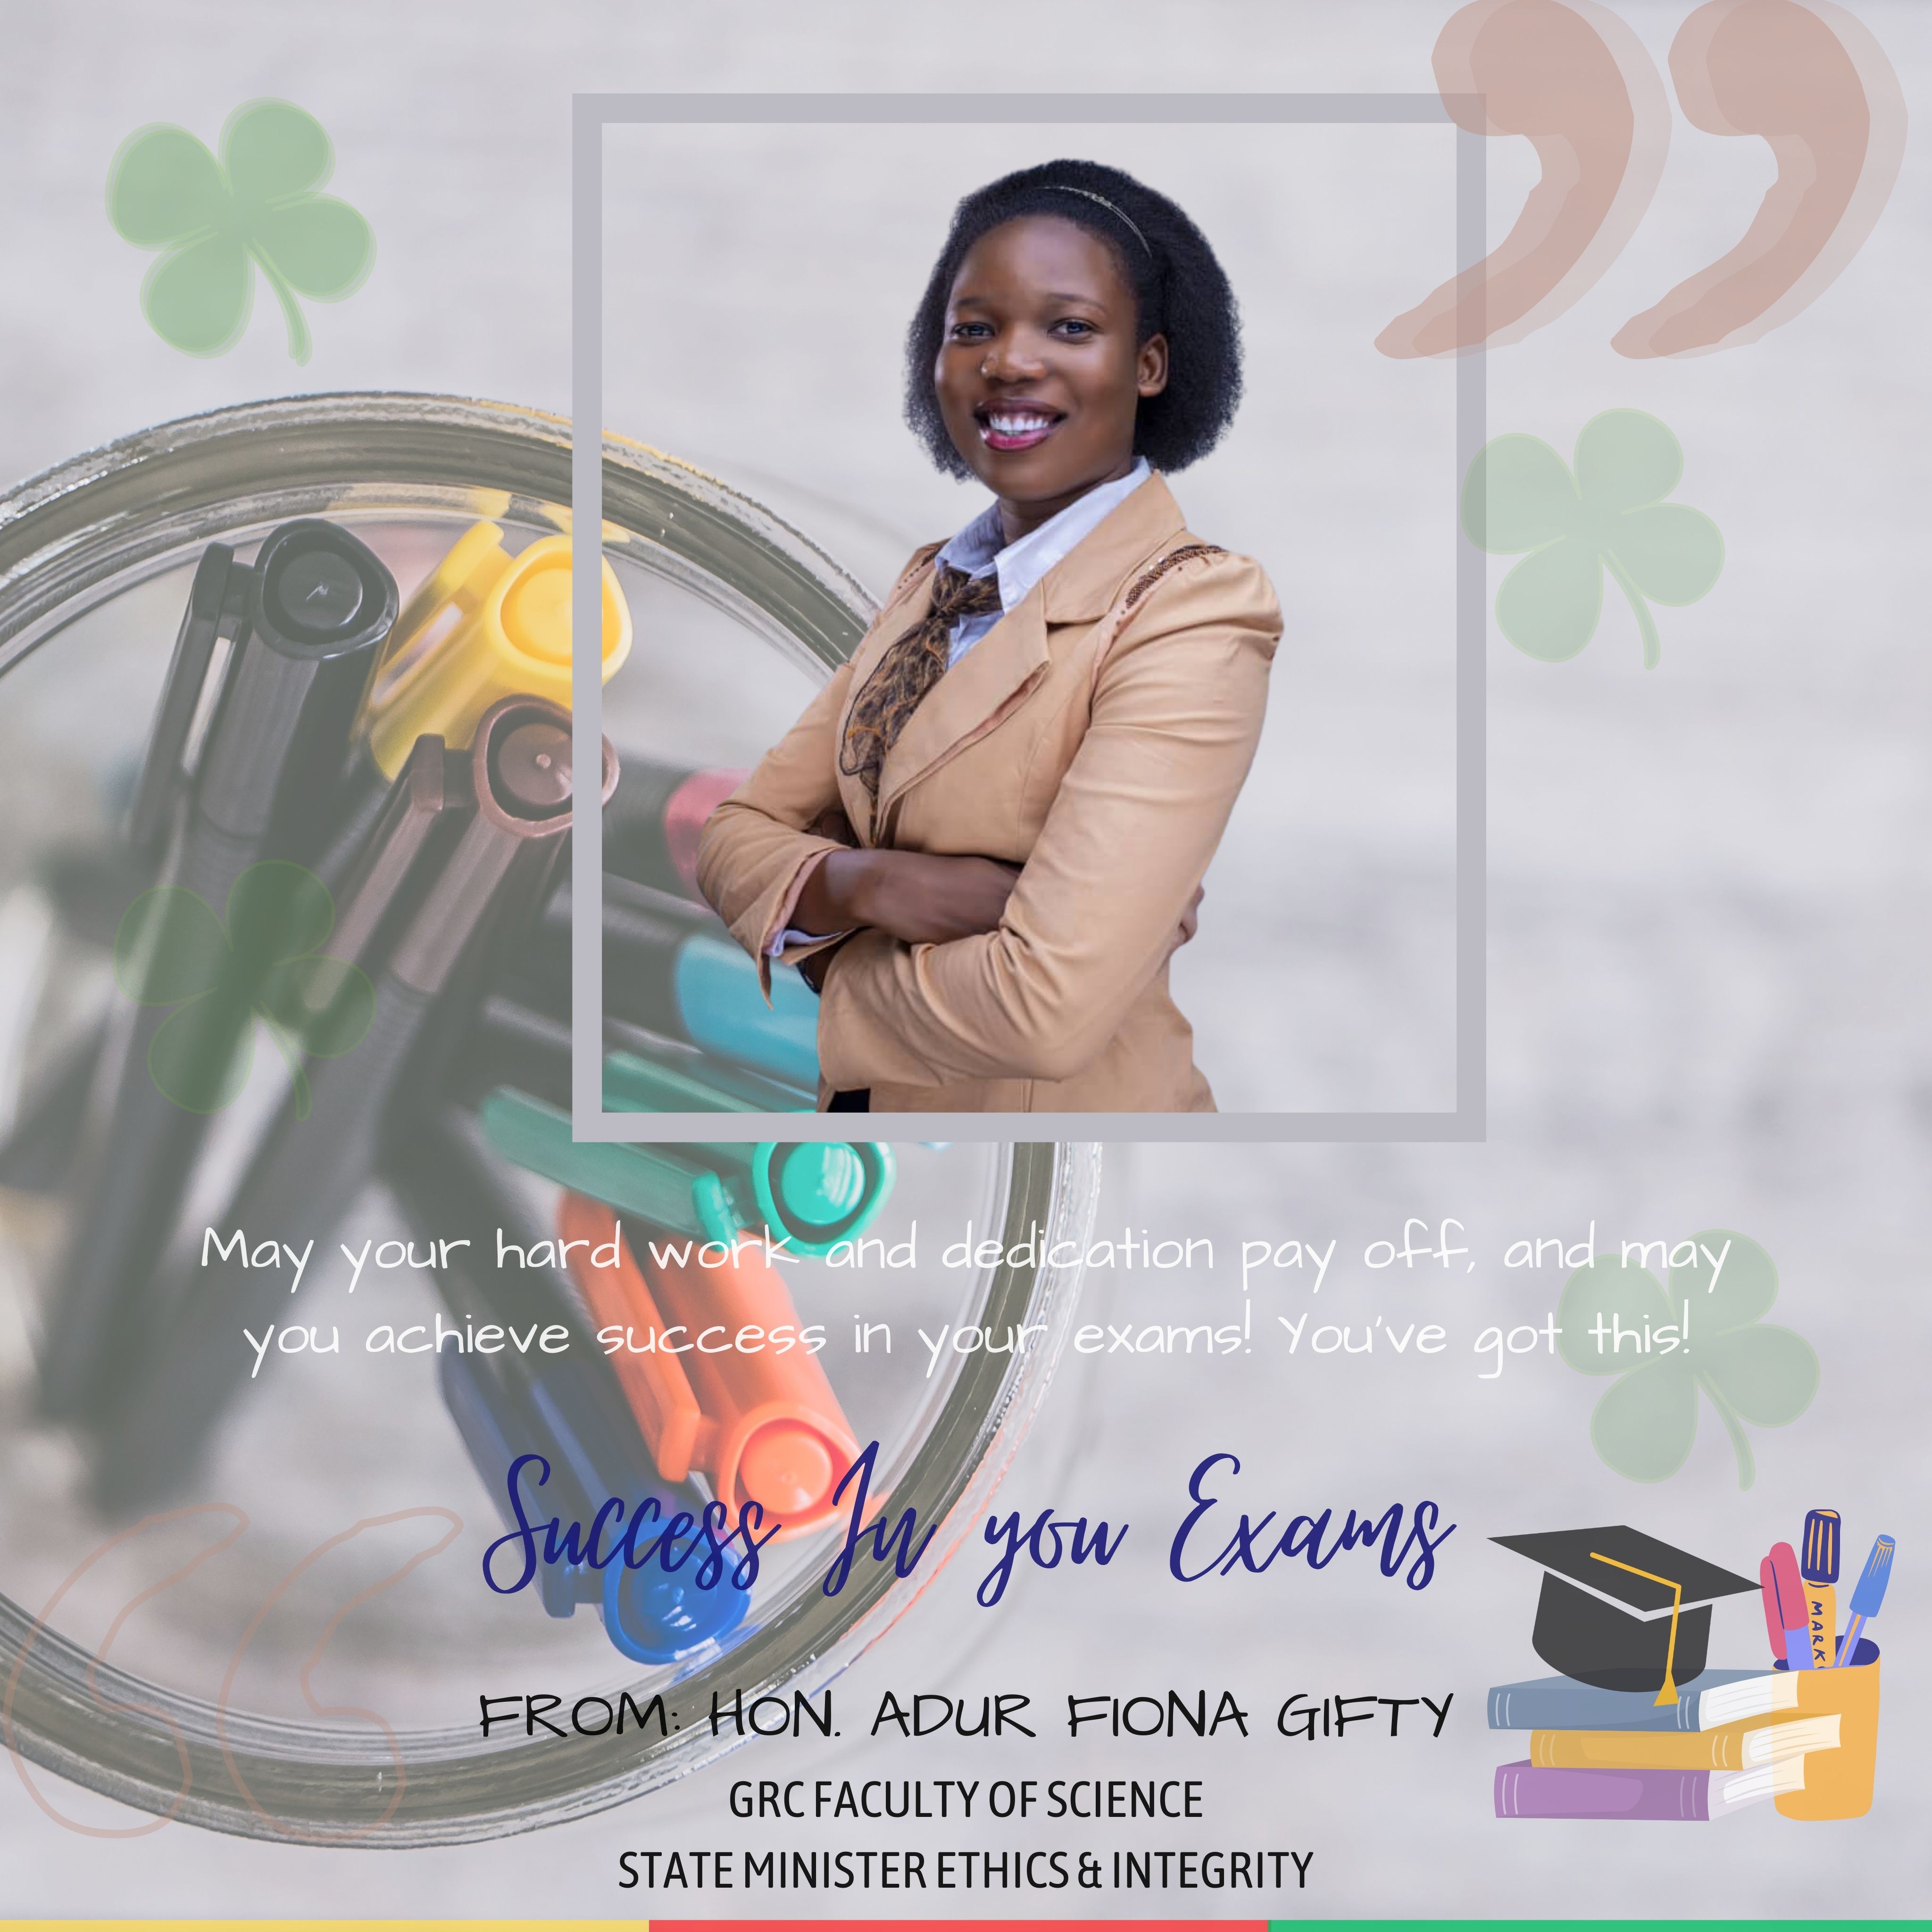 May your hard work and dedication pay off, and may
you achieve success in your exams! You've got this!
Success In you Exams
MARK
FROM: HON. ADUR FIONA GIFTY
GRC FACULTY OF SCIENCE
STATE MINISTER ETHICS & INTEGRITY